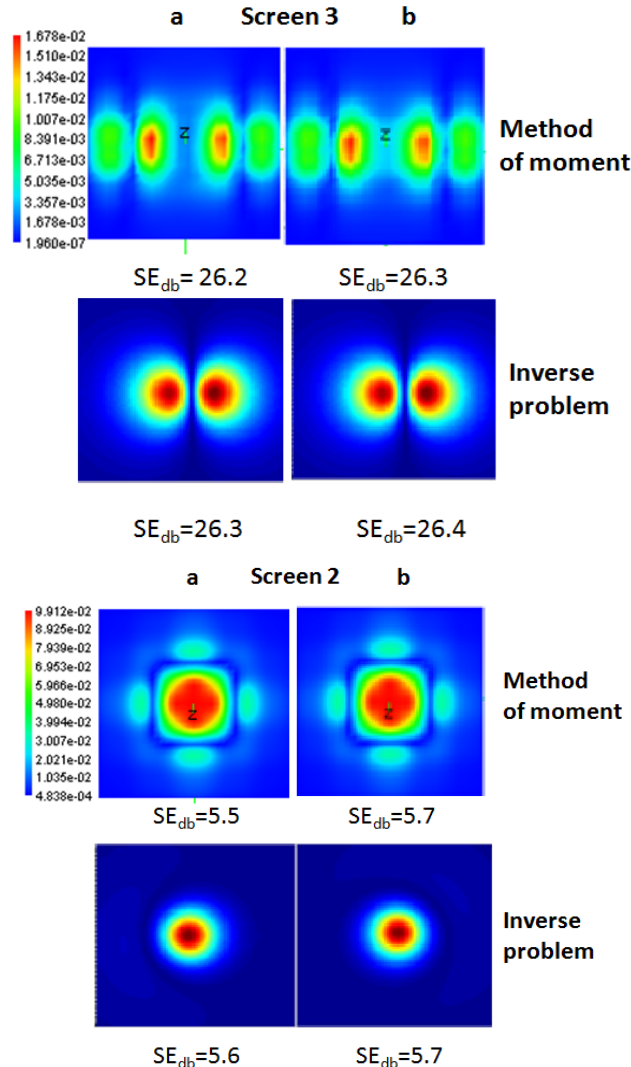 Screen 3
a b
1.678e-02
1.510e-02
1.343e-02
1.175e-02
1.007e-02
8.391e-03
6.713e-03
5.035e-03
3.357e-03
1.678e-03
1.960e-07
Z Z
Method
of moment
SEdb= 26.2 SEdb=26.3
Inverse
problem
SEdb=26.3 SEdb=26.4
a Screen 2 b
9.912e-02
8.925e-02
7.939e-02
6.953e-02
5.966e-02
4.980e-02
3.994e-02
3.007e-02
2.021e-02
1.035e-02
4.838e-04
Z Z
Method
of moment
SEdb=5.5 SEdb=5.7
Inverse
problem
SEdb=5.6 SEdb=5.7